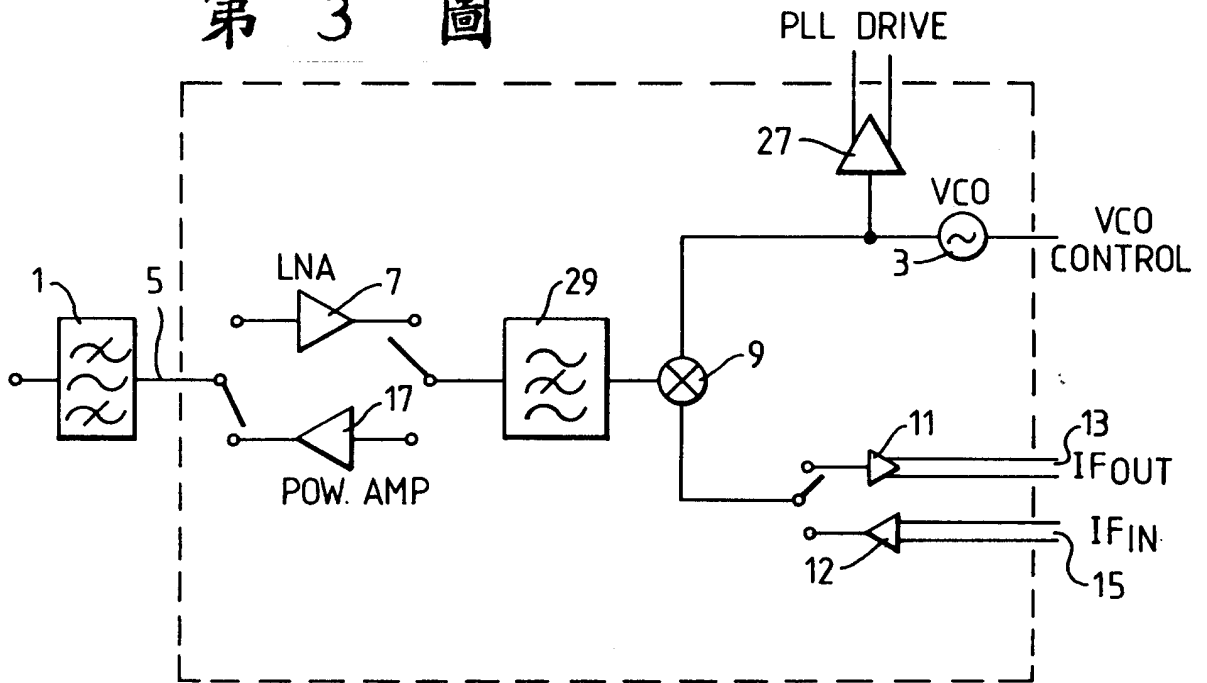 第 3 圖
PLL DRIVE
27
VCO
3
VCO
CONTROL
LNA
1
5
7
29
9
17
POW. AMP
11
13
IFOUT
IFIN
12
15